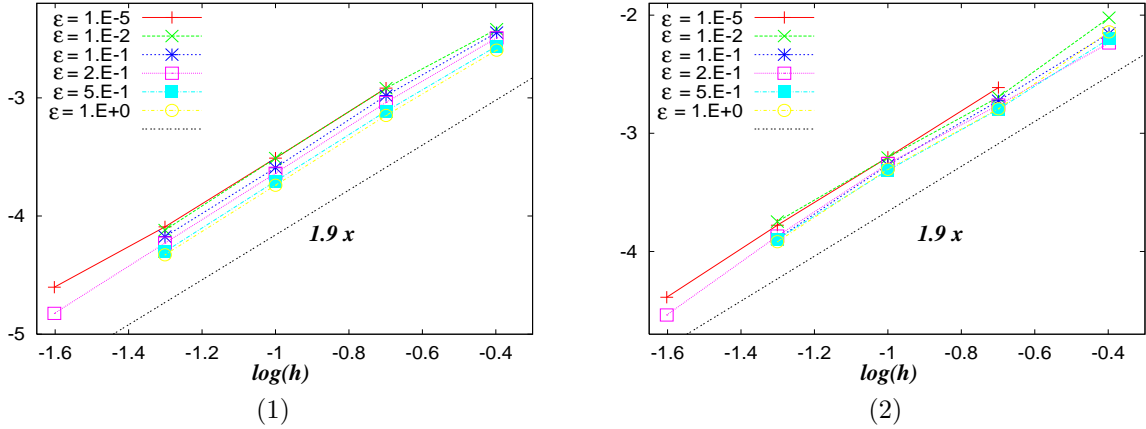 ε = 1.E-5
ε = 1.E-2
ε = 1.E-1
ε = 2.E-1
ε = 5.E-1
ε = 1.E+0
-3
-4
-5
1.9 x
-1.6 -1.4 -1.2 -1 -0.8 -0.6 -0.4
log(h)
(1)
-2
ε = 1.E-5
ε = 1.E-2
ε = 1.E-1
ε = 2.E-1
ε = 5.E-1
ε = 1.E+0
-3
-4
1.9 x
-1.6 -1.4 -1.2 -1 -0.8 -0.6 -0.4
log(h)
(2)